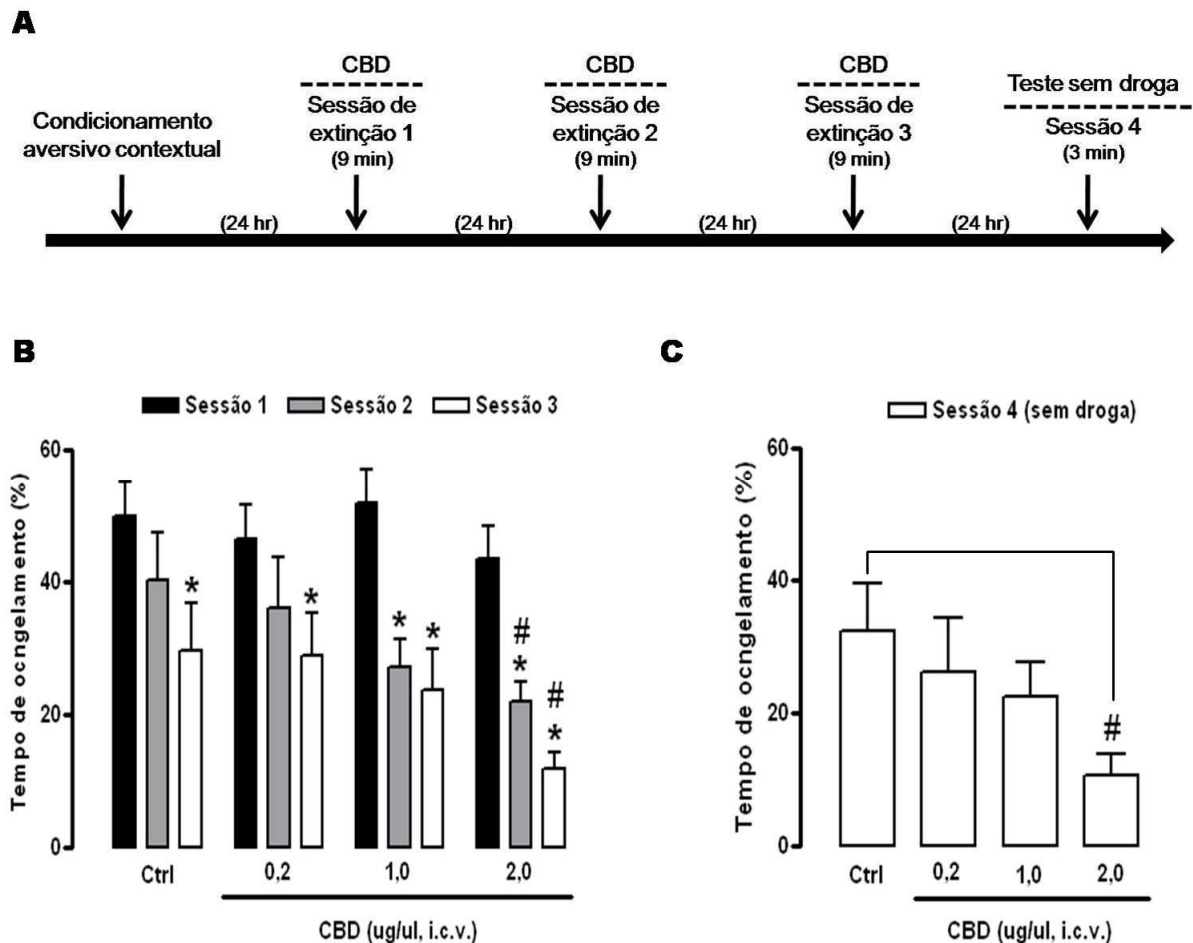 A
CBD
CBD
CBD
Teste sem droga
Condicionamento
aversivo contextual
Sessão de
extinção 1
(9 min)
Sessão de
extinção 2
(9 min)
Sessão de
extinção 3
(9 min)
Sessão 4
(3 min)
(24 hr)
(24 hr)
(24 hr)
(24 hr)
B
Sessão 1
Sessão 2
Sessão 3
Tempo de ocngelamento (%)
60
40
20
0
*
*
*
*
#
*
#
*
Ctrl
0,2
1,0
2,0
CBD (ug/ul, i.c.v.)
C
Sessão 4 (sem droga)
Tempo de ocngelamento (%)
60
40
20
0
#
Ctrl
0,2
1,0
2,0
CBD (ug/ul, i.c.v.)